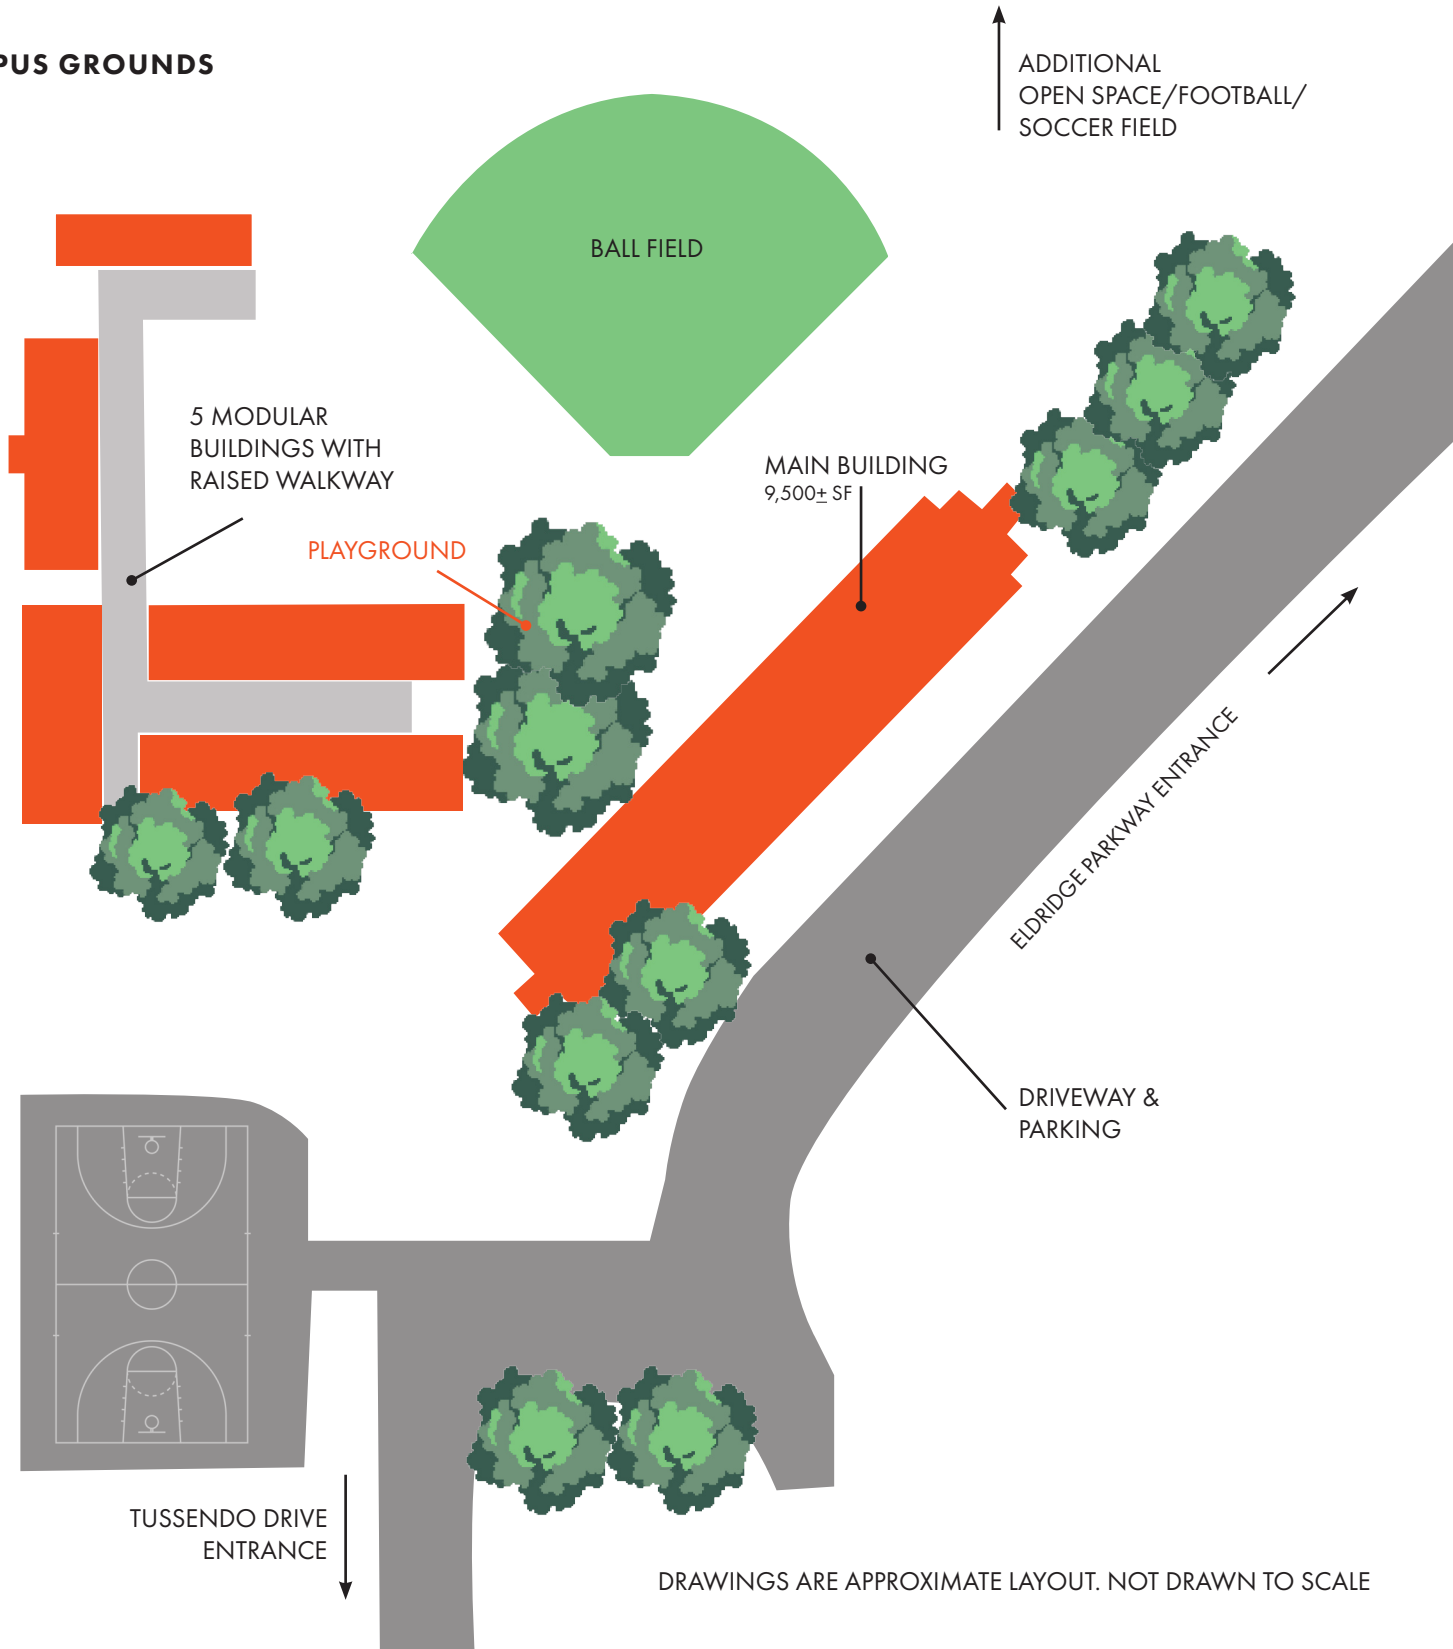 PUS GROUNDS
ADDITIONAL
OPEN SPACE/FOOTBALL/
SOCCER FIELD
BALL FIELD
5 MODULAR
BUILDINGS WITH
RAISED WALKWAY
MAIN BUILDING
9,500± SF
PLAYGROUND
ELDRIDGE PARKWAY ENTRANCE
DRIVEWAY &
PARKING
TUSSENDO DRIVE
ENTRANCE
DRAWINGS ARE APPROXIMATE LAYOUT. NOT DRAWN TO SCALE